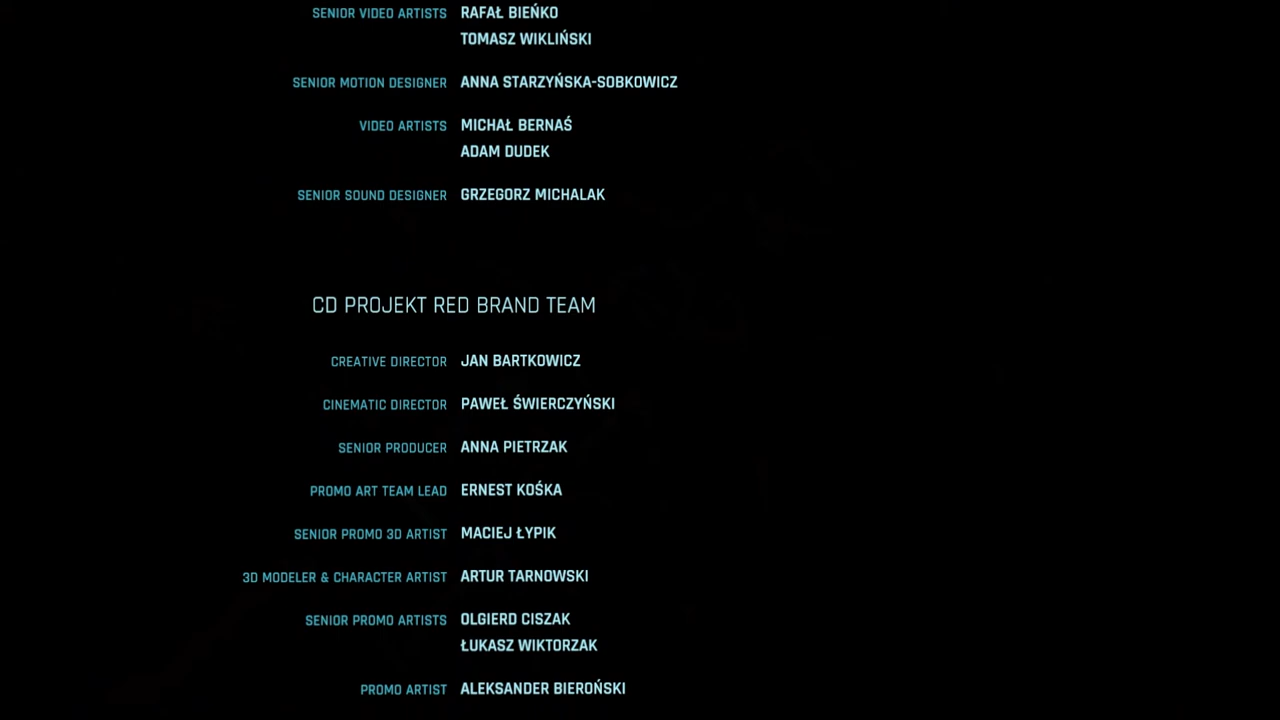 SENIOR VIDEO ARTISTS RAFAŁ BIEŃKO
TOMASZ WIKLIŃSKI
SENIOR MOTION DESIGNER ANNA STARZYŃSKA-SOBKOWICZ
VIDEO ARTISTS MICHAŁ BERNAŚ
ADAM DUDEK
SENIOR SOUND DESIGNER GRZEGORZ MICHALAK
CD PROJEKT RED BRAND TEAM
CREATIVE DIRECTOR JAN BARTKOWICZ
CINEMATIC DIRECTOR PAWEŁ ŚWIERCZYŃSKI
SENIOR PRODUCER ANNA PIETRZAK
PROMO ART TEAM LEAD ERNEST KOŚKA
SENIOR PROMO 3D ARTIST MACIEJ ŁYPIK
3D MODELER & CHARACTER ARTIST ARTUR TARNOWSKI
SENIOR PROMO ARTISTS OLGIERD CISZAK
ŁUKASZ WIKTORZAK
PROMO ARTIST ALEKSANDER BIEROŃSKI